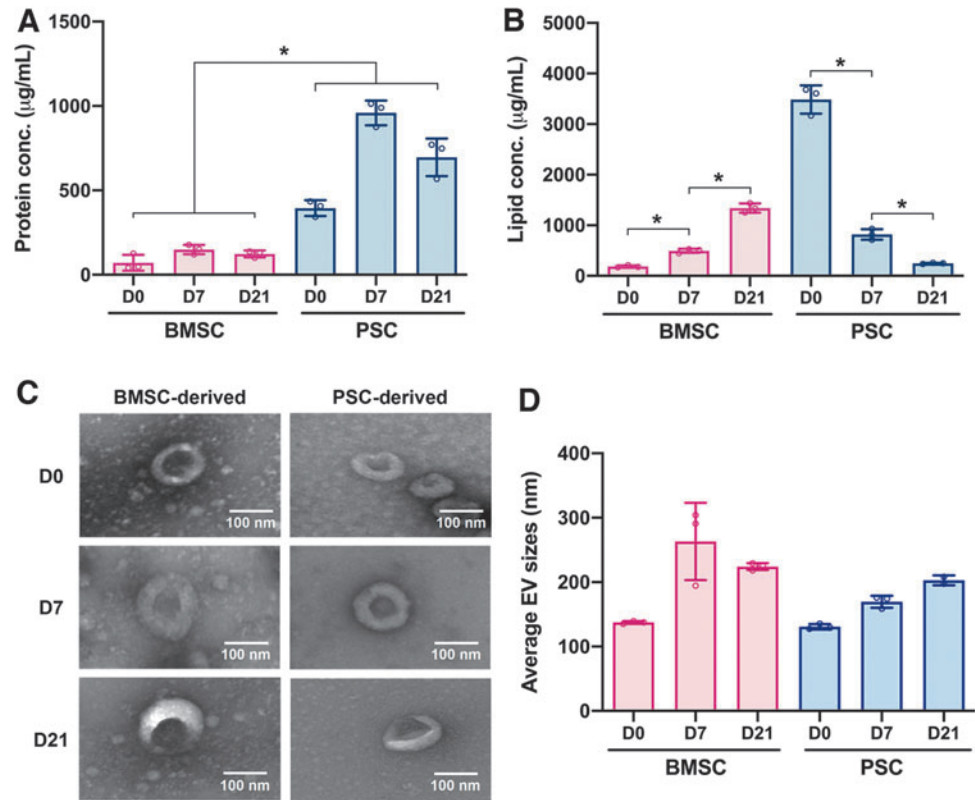 A
Protein conc. (μg/mL)
1500
1000
500
0
*
D0 D7 D21 D0 D7 D21
BMSC PSC
B
Lipid conc. (μg/mL)
5000
4000
3000
2000
1000
0
* * * *
D0 D7 D21 D0 D7 D21
BMSC PSC
C
BMSC-derived PSC-derived
D0
100 nm 100 nm
D7
100 nm 100 nm
D21
100 nm 100 nm
D
Average EV sizes (nm)
400
300
200
100
0
D0 D7 D21 D0 D7 D21
BMSC PSC